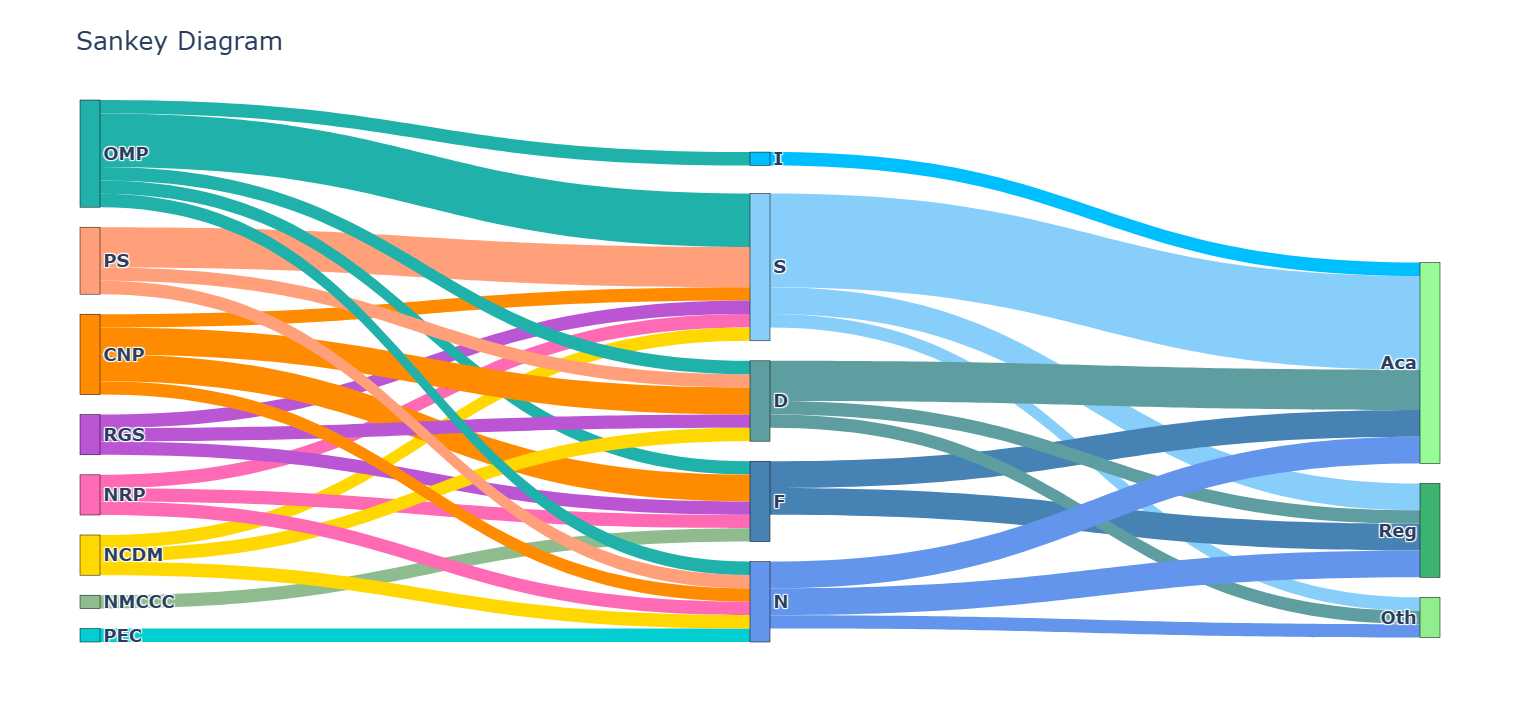 Sankey Diagram
OMP
PS
CNP
RGS
NRP
NCDM
NMCCC
PEC
I
S
D
F
N
Aca
Reg
Oth